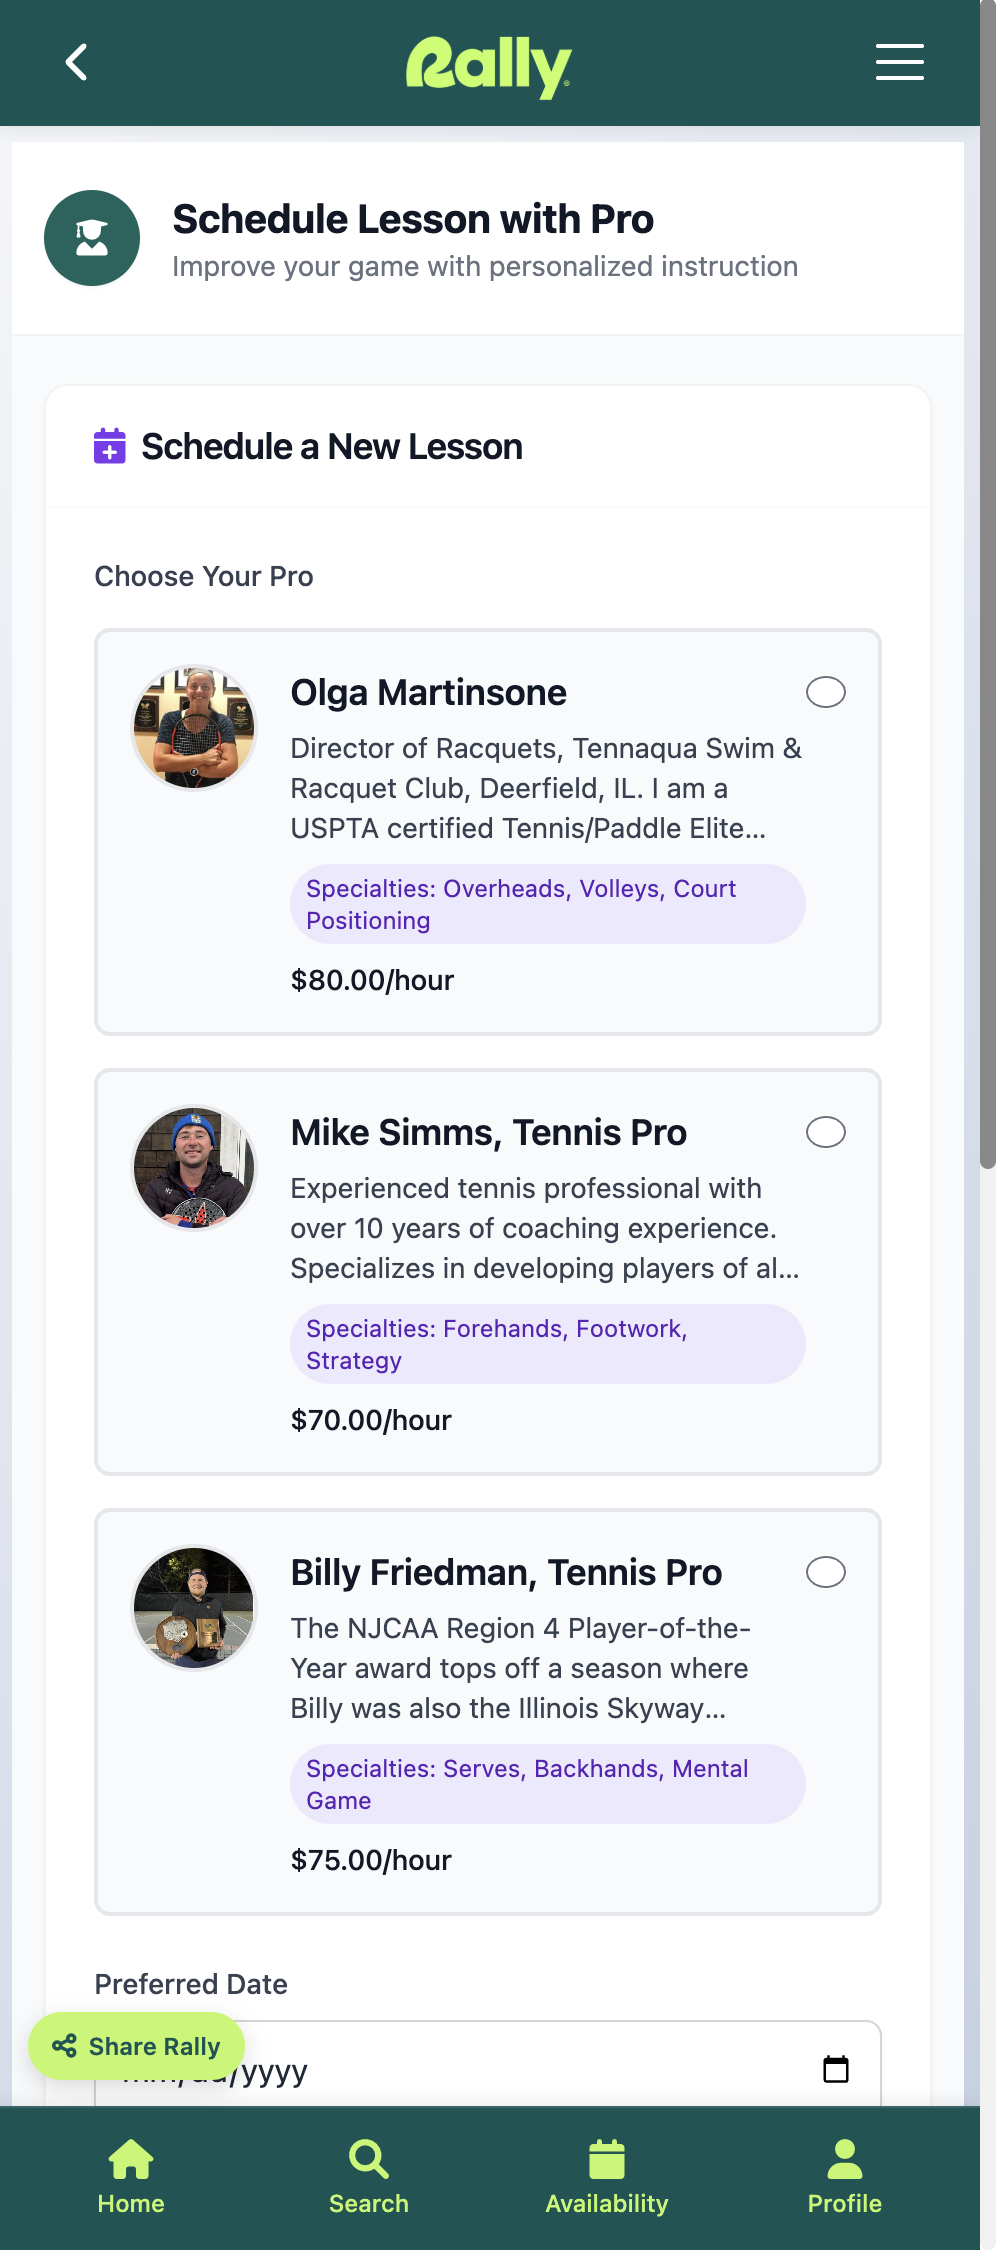 Rally
Schedule Lesson with Pro
Improve your game with personalized instruction
Schedule a New Lesson
Choose Your Pro
Olga Martinsone
Director of Racquets, Tennaqua Swim &
Racquet Club, Deerfield, IL. I am a
USPTA certified Tennis/Paddle Elite...
Specialties: Overheads, Volleys, Court
Positioning
$80.00/hour
Mike Simms, Tennis Pro
Experienced tennis professional with
over 10 years of coaching experience.
Specializes in developing players of al...
Specialties: Forehands, Footwork,
Strategy
$70.00/hour
Billy Friedman, Tennis Pro
The NJCAA Region 4 Player-of-the-
Year award tops off a season where
Billy was also the Illinois Skyway...
Specialties: Serves, Backhands, Mental
Game
$75.00/hour
Preferred Date
Share Rally
mm/dd/yyyy
Home
Search
Availability
Profile